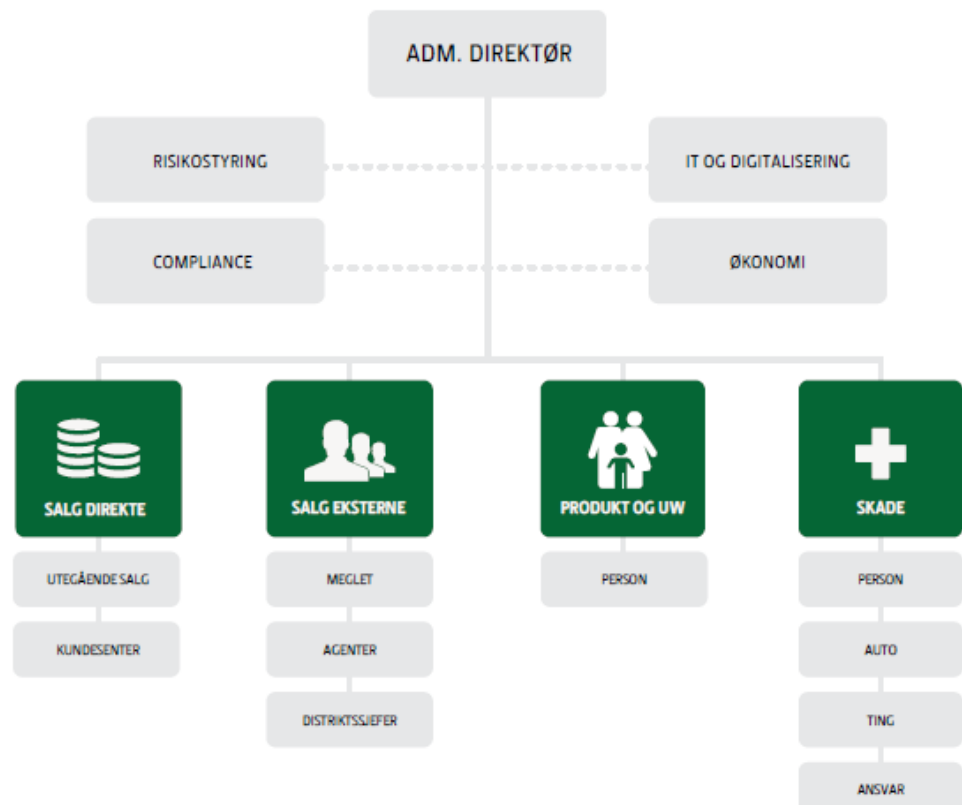 ADM. DIREKTØR
RISIKOSTYRING
IT OG DIGITALISERING
COMPLIANCE
ØKONOMI
SALG DIREKTE
SALG EKSTERNE
PRODUKT OG UW
SKADE
UTEGÅENDE SALG
MEGLET
PERSON
PERSON
KUNDESENTER
AGENTER
AUTO
DISTRIKTSSJEFER
TING
ANSVAR